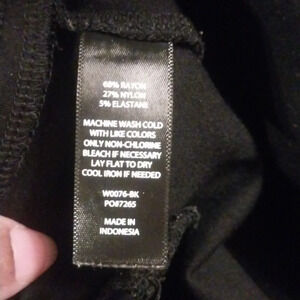 68% RAYON
27% NYLON
5% ELASTANE
MACHINE WASH COLD
WITH LIKE COLORS
ONLY NON-CHLORINE
BLEACH IF NECESSARY
LAY FLAT TO DRY
COOL IRON IF NEEDED
W0076-BK
PO#7265
MADE IN
INDONESIA